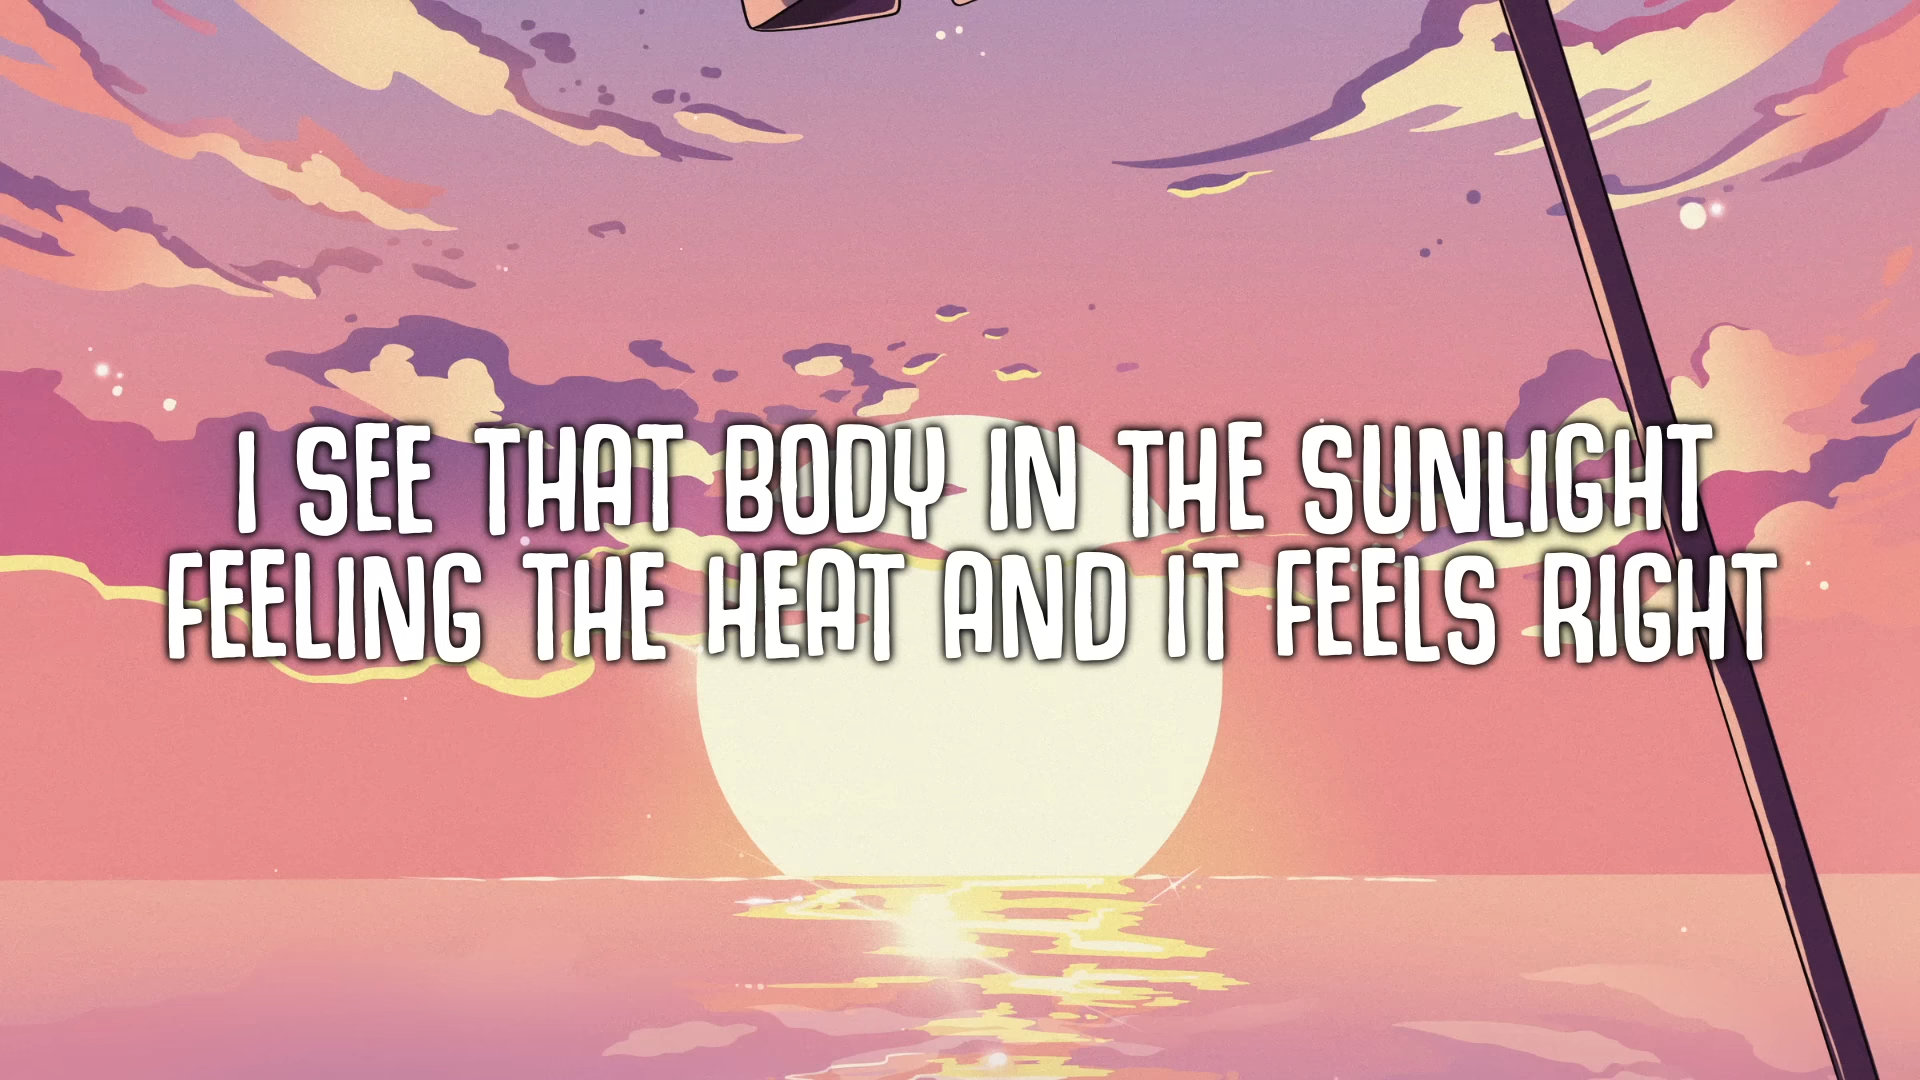 I SEE THAT BODY IN THE SUNLIGHT
FEELING THE HEAT AND IT FEELS RIGHT